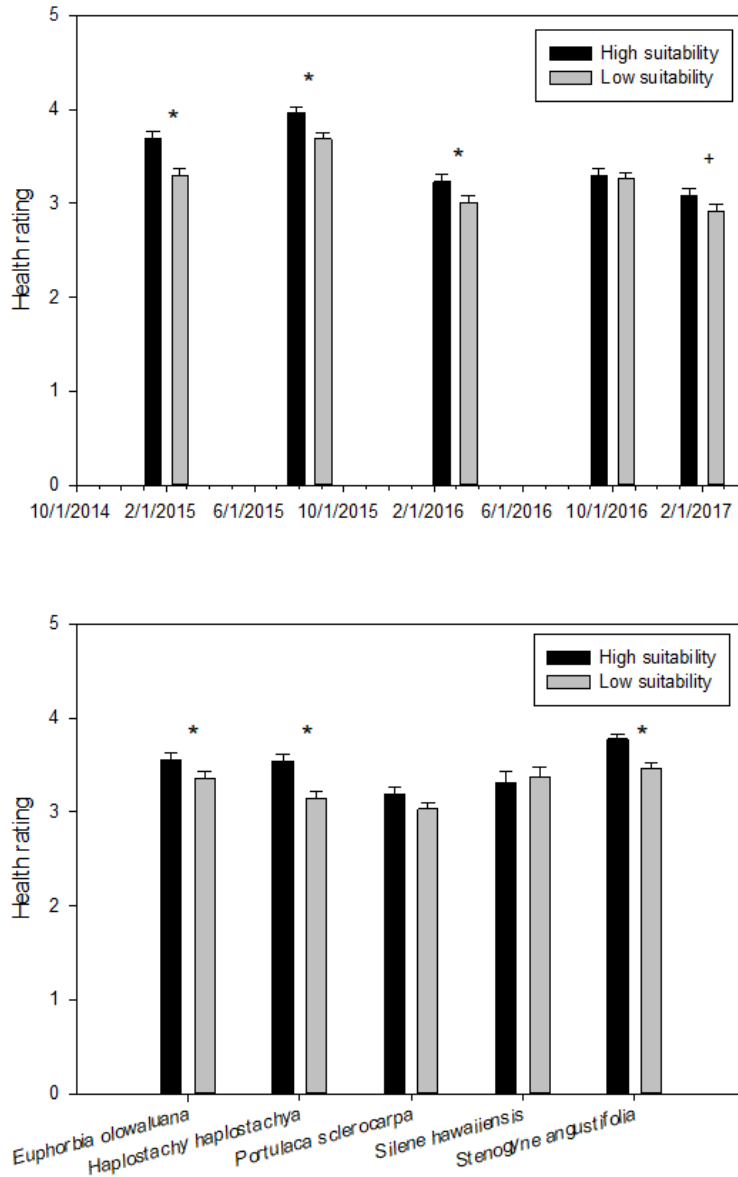 5
High suitability
Low suitability
*
*
4
*
+
3
Health rating
2
1
0
10/1/2014 2/1/2015 6/1/2015 10/1/2015 2/1/2016 6/1/2016 10/1/2016 2/1/2017
5
High suitability
Low suitability
4
* * *
3
Health rating
2
1
0
Euphorbia olowaluana
Haplostachy haplostachya
Portulaca sclerocarpa
Silene hawaiiensis
Stenogyne angustifolia